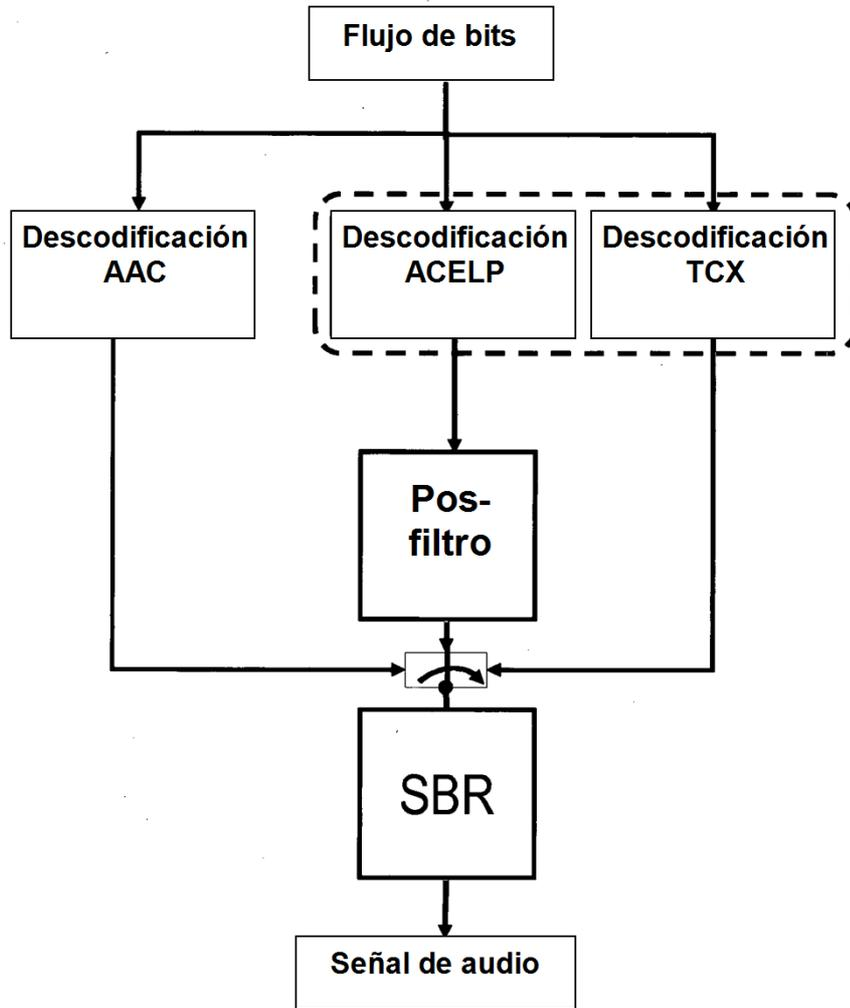 Flujo de bits
Descodificación
AAC
Descodificación
ACELP
Descodificación
TCX
Pos-
filtro
SBR
Señal de audio